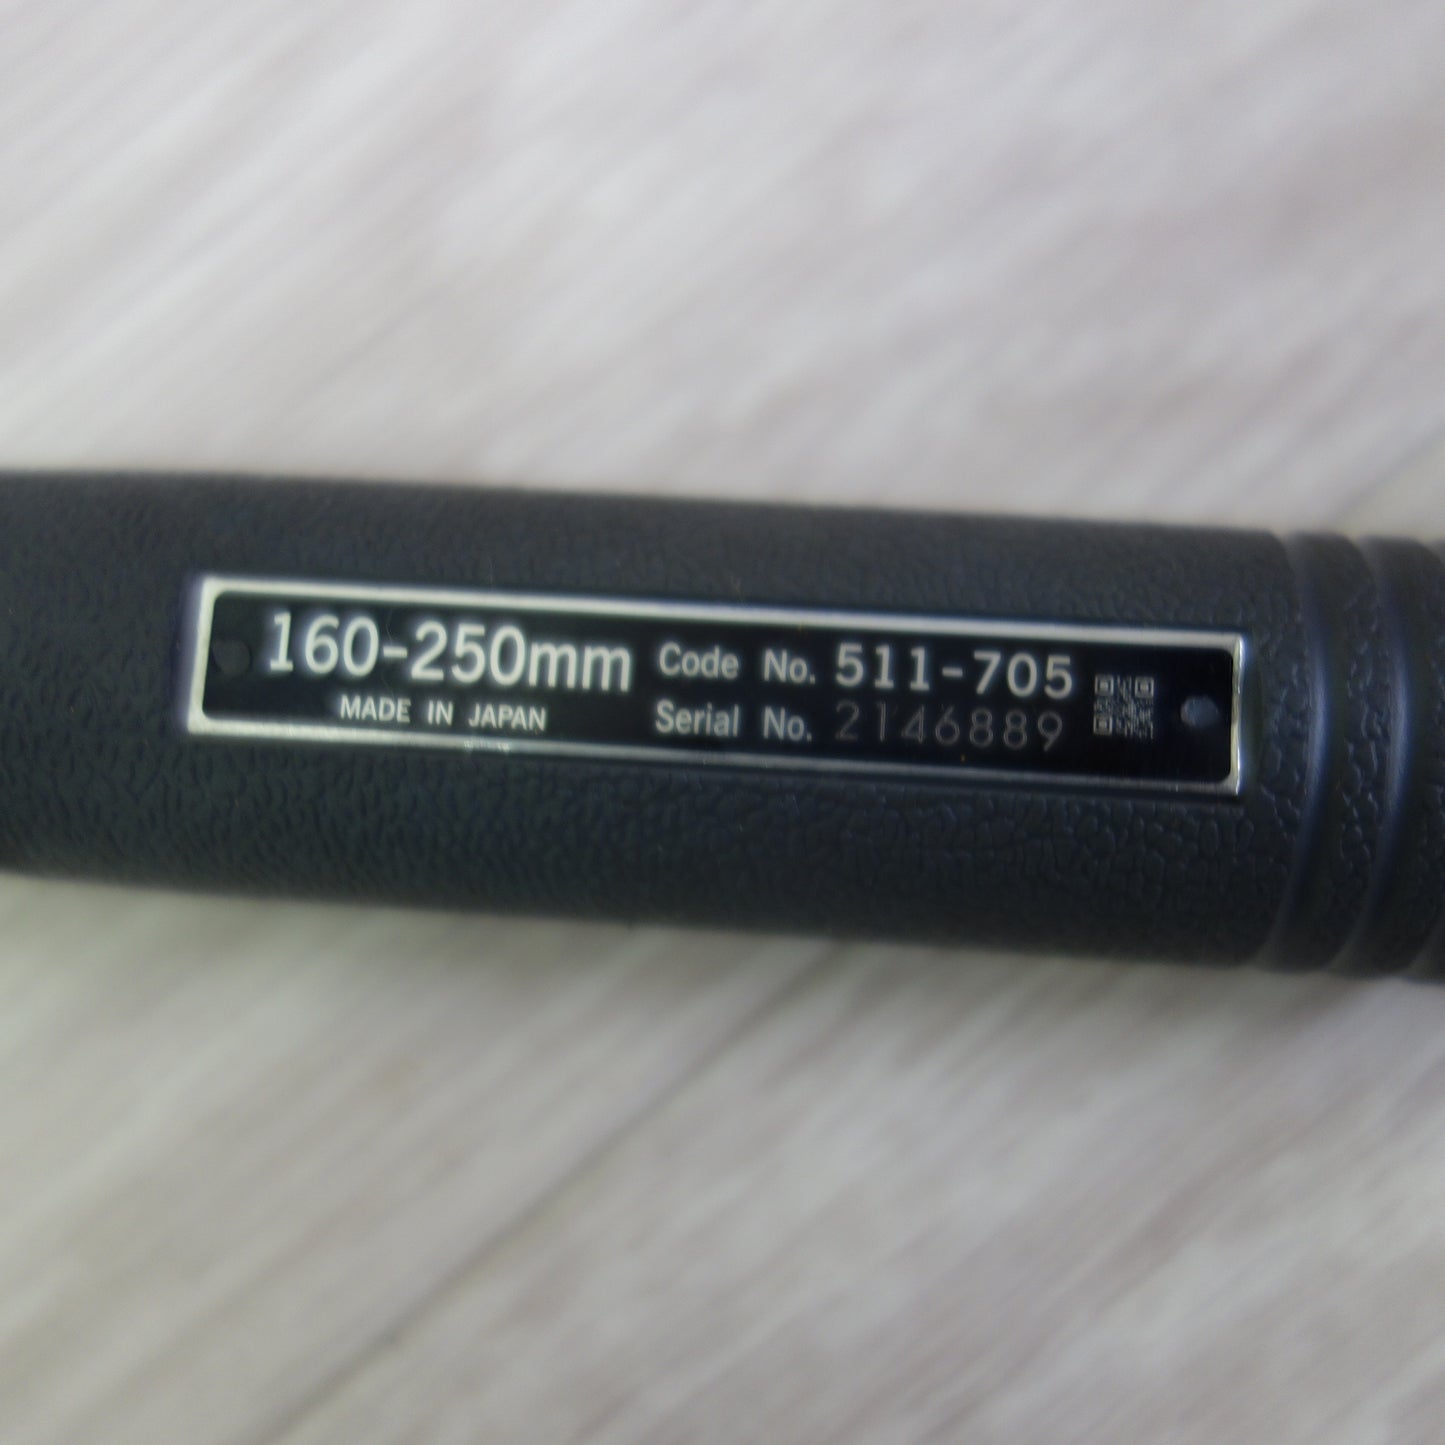 160-250mm
MADE IN JAPAN
Code No. 511-705
Serial No. 2146889